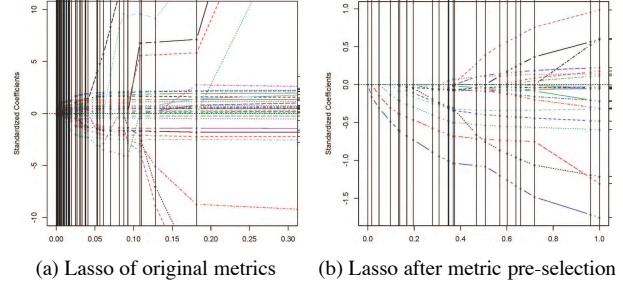 Standardized Coefficients
10
5
0
-5
-10
0.00 0.05 0.10 0.15 0.20 0.25 0.30
Standardized Coefficients
1.0
0.5
0.0
-0.5
-1.0
-1.5
0.0 0.2 0.4 0.6 0.8 1.0
(a) Lasso of original metrics
(b) Lasso after metric pre-selection